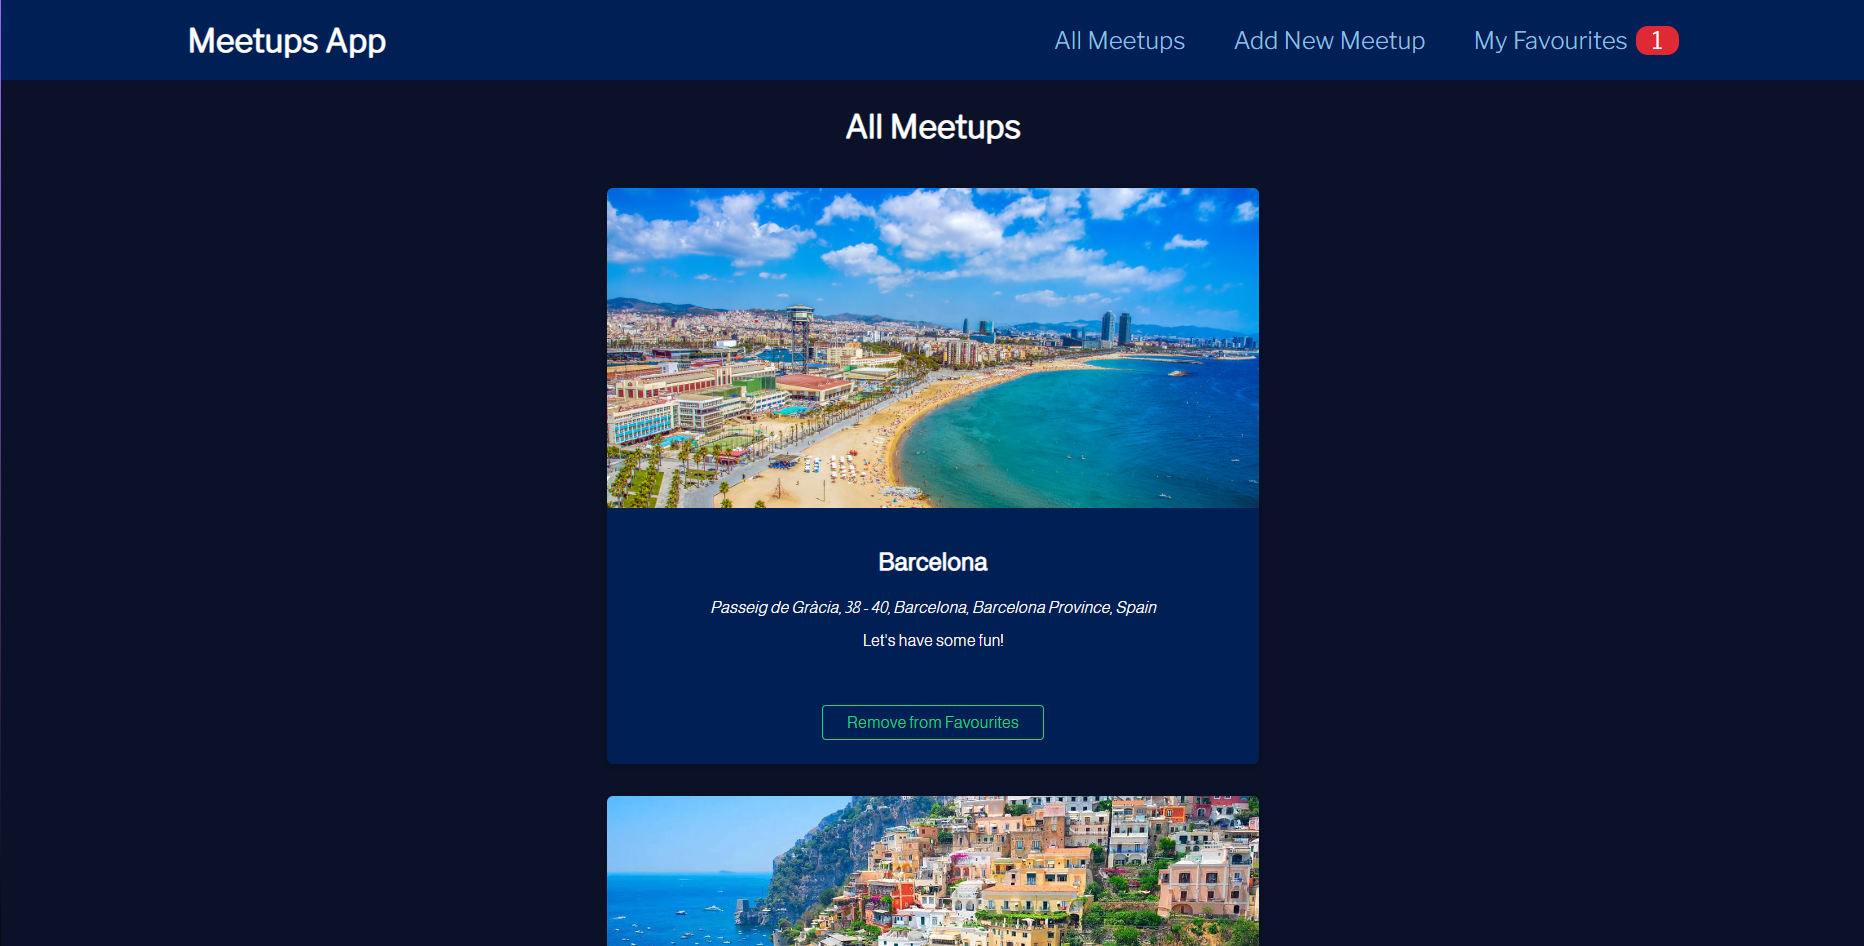 Meetups App
All Meetups
Add New Meetup
My Favourites 1
All Meetups
Barcelona
Passeig de Gràcia, 38 - 40, Barcelona, Barcelona Province, Spain
Let's have some fun!
Remove from Favourites